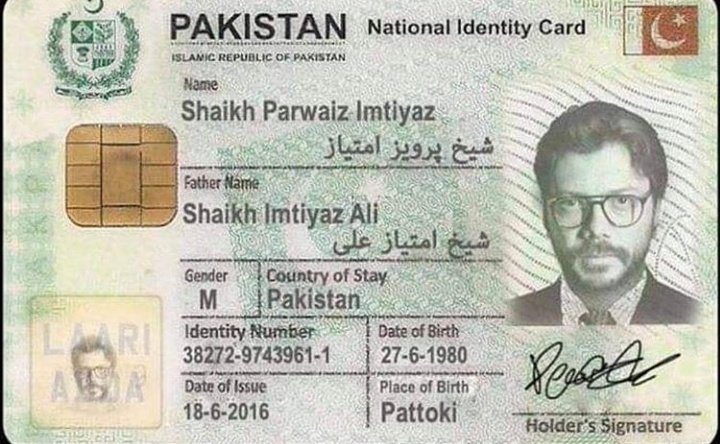 PAKISTAN National Identity Card
ISLAMIC REPUBLIC OF PAKISTAN
Name
Shaikh Parwaiz Imtiyaz
شیخ پرویز امتیاز
Father Name
Shaikh Imtiyaz Ali
شیخ امتیاز علی
Gender Country of Stay
M Pakistan
Identity Number Date of Birth
38272-9743961-1 27-6-1980
Date of Issue Place of Birth
18-6-2016 Pattoki
LAARI
Holder's Signature